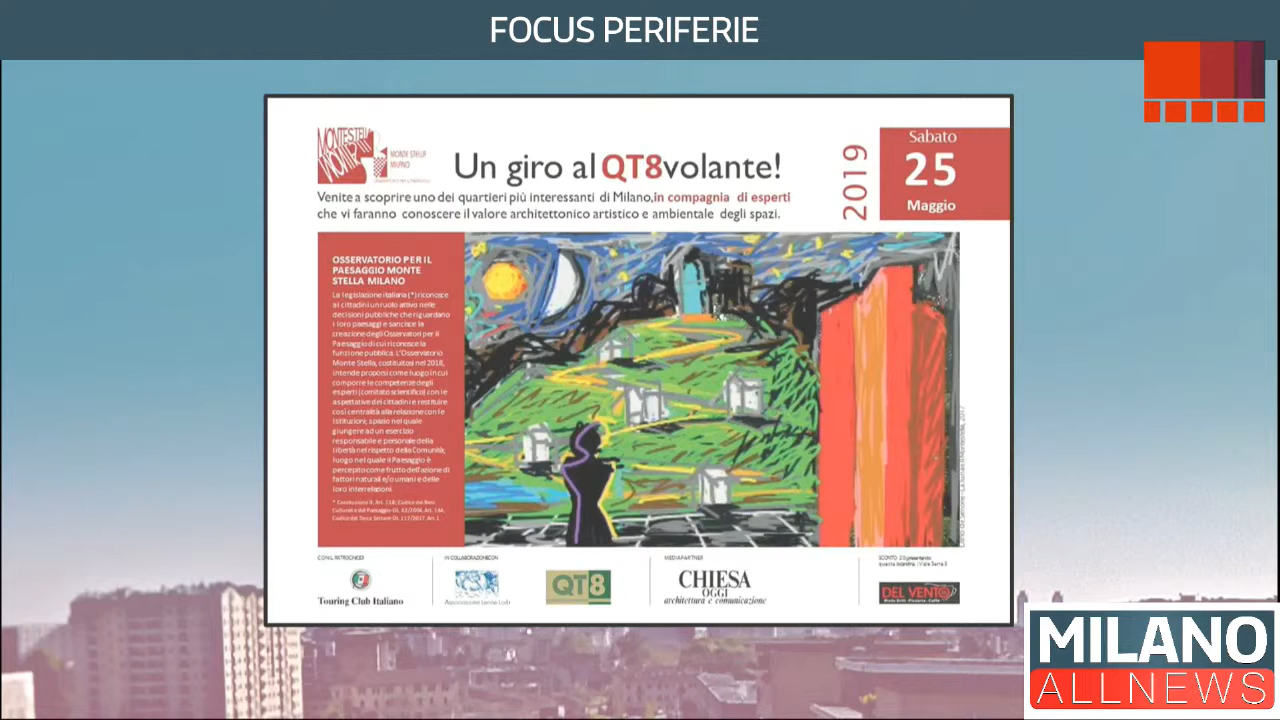 FOCUS PERIFERIE
MONTE STELLA
MILANO
Un giro al QT8volante!
Venite a scoprire uno dei quartieri più interessanti di Milano,in compagnia di esperti
che vi faranno conoscere il valore architettonico artistico e ambientale degli spazi.
2019
Sabato
25
Maggio
OSSERVATORIO PER IL
PAESAGGIO MONTE
STELLA MILANO
La legislazione italiana (*) riconosce
ai cittadini un ruolo attivo nelle
decisioni pubbliche che riguardano
i loro paesaggi e sancisce la
creazione degli Osservatori per il
Paesaggio di cui riconosce la
funzione pubblica. L'Osservatorio
Monte Stella, costituitosi nel 2018,
intende proporsi come luogo in cui
comporre le competenze degli
esperti (comitato scientifico) con le
aspettative dei cittadini e restituire
così centralità alla relazione con le
Istituzioni, spazio nel quale
giungere ad un esercizio
responsabile e personale della
libertà nel rispetto della Comunità,
luogo nel quale il Paesaggio è
percepito come frutto dell'azione di
fattori naturali e/o umani e delle
loro interrelazioni.
CON IL PATROCINIO DI
Touring Club Italiano
IN COLLABORAZIONE CON
QT8
MEDIA PARTNER
CHIESA
OGGI
architettura e comunicazione
DEL VENTO
MILANO
ALLNEWS